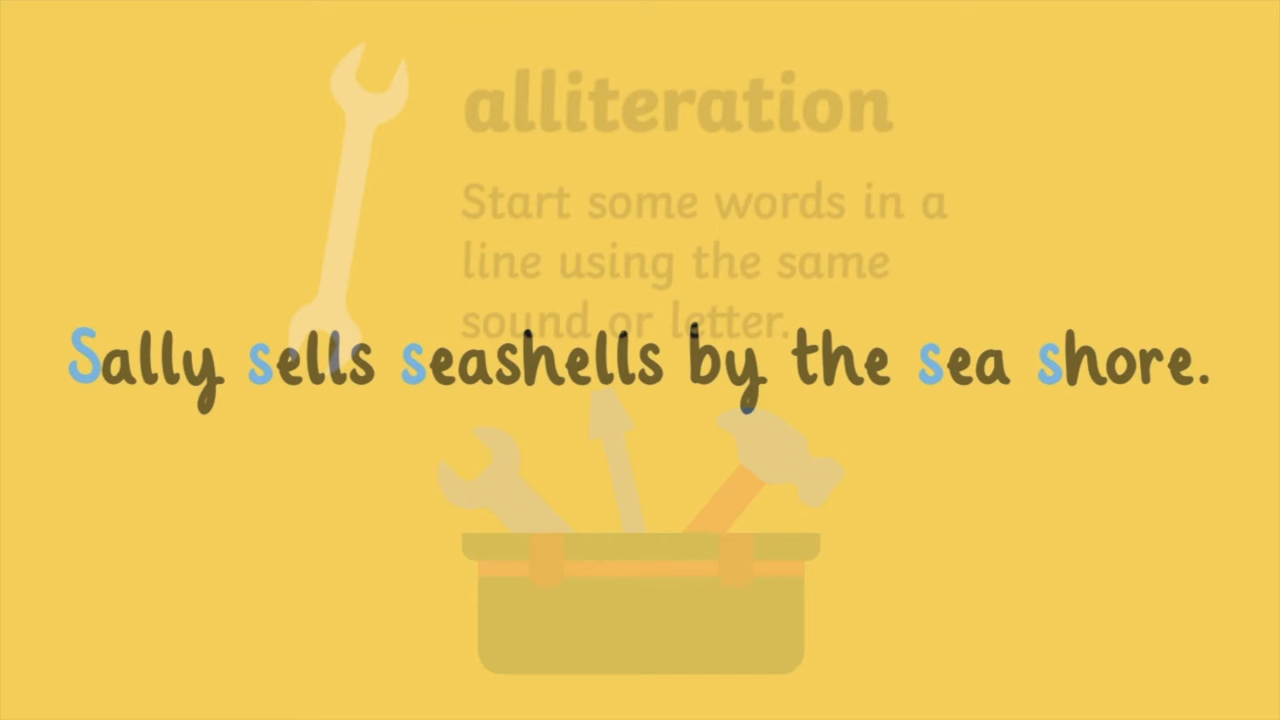 alliteration
Start some words in a
line using the same
sound or letter.
Sally sells seashells by the sea shore.